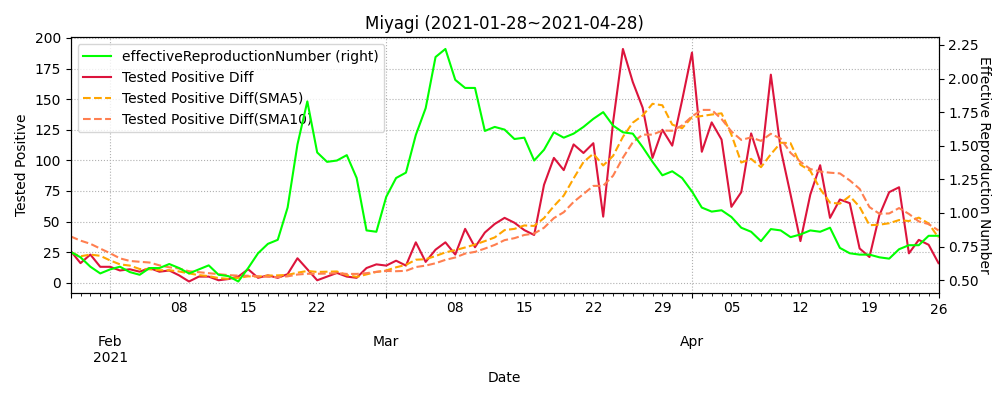 Miyagi (2021-01-28~2021-04-28)
effectiveReproductionNumber (right)
Tested Positive Diff
Tested Positive Diff(SMA5)
Tested Positive Diff(SMA10)
Tested Positive
200
175
150
125
100
75
50
25
0
2.25
2.00
1.75
1.50
1.25
1.00
0.75
0.50
Effective Reproduction Number
08 15 22 08 15 22 29 05 12 19 26
Feb Mar Apr
2021
Date